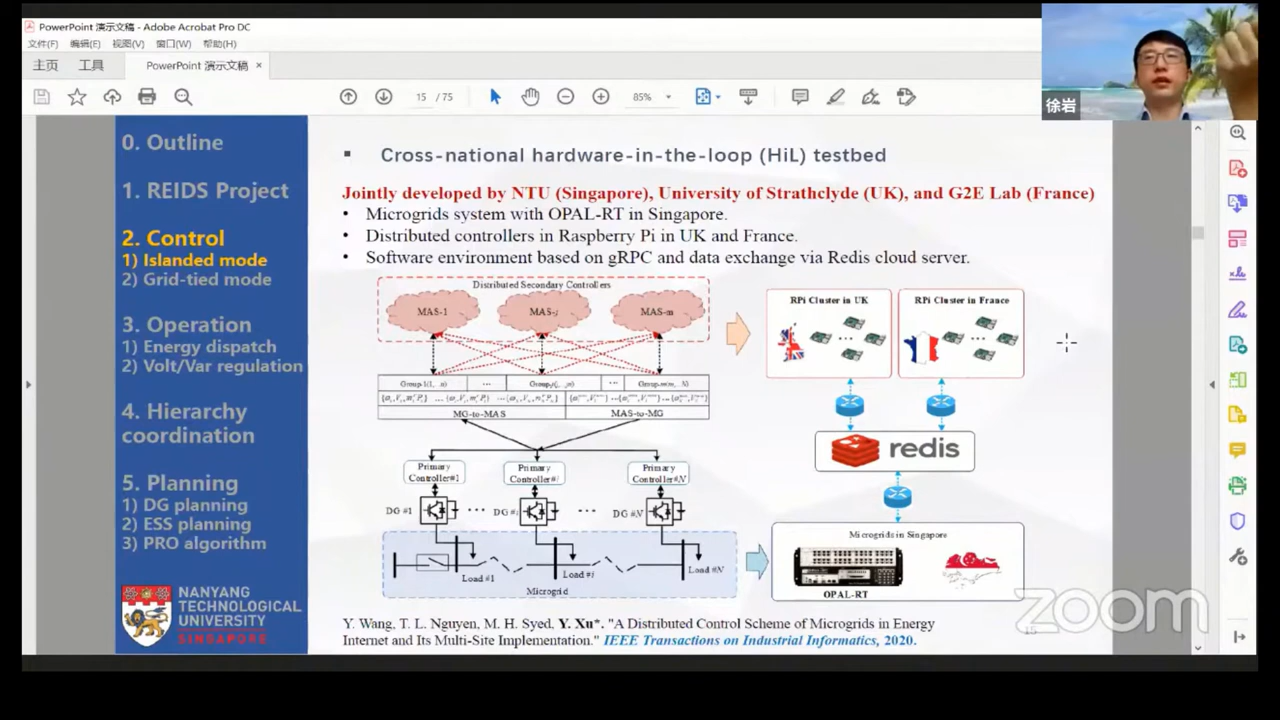 PowerPoint 演示文稿 - Adobe Acrobat Pro DC
文件(F) 编辑(E) 视图(V) 窗口(W) 帮助(H)
主页 工具 PowerPoint 演示文稿 ×
15 / 75 85%
徐岩
0. Outline
1. REIDS Project
2. Control
1) Islanded mode
2) Grid-tied mode
3. Operation
1) Energy dispatch
2) Volt/Var regulation
4. Hierarchy
coordination
5. Planning
1) DG planning
2) ESS planning
3) PRO algorithm
NANYANG
TECHNOLOGICAL
UNIVERSITY
SINGAPORE
▪ Cross-national hardware-in-the-loop (HiL) testbed
Jointly developed by NTU (Singapore), University of Strathclyde (UK), and G2E Lab (France)
• Microgrids system with OPAL-RT in Singapore.
• Distributed controllers in Raspberry Pi in UK and France.
• Software environment based on gRPC and data exchange via Redis cloud server.
Distributed Secondary Controllers
MAS-1 MAS-j MAS-m
MG-to-MAS MAS-to-MG
Primary
Controller#1
Primary
Controller#i
Primary
Controller#N
DG #1 ··· DG #i ··· DG #N
Load #1 Load #i Load #N
Microgrid
RPi Cluster in UK
RPi Cluster in France
redis
Microgrids in Singapore
OPAL-RT
Y. Wang, T. L. Nguyen, M. H. Syed, Y. Xu*. "A Distributed Control Scheme of Microgrids in Energy
Internet and Its Multi-Site Implementation." IEEE Transactions on Industrial Informatics, 2020.
15
zoom